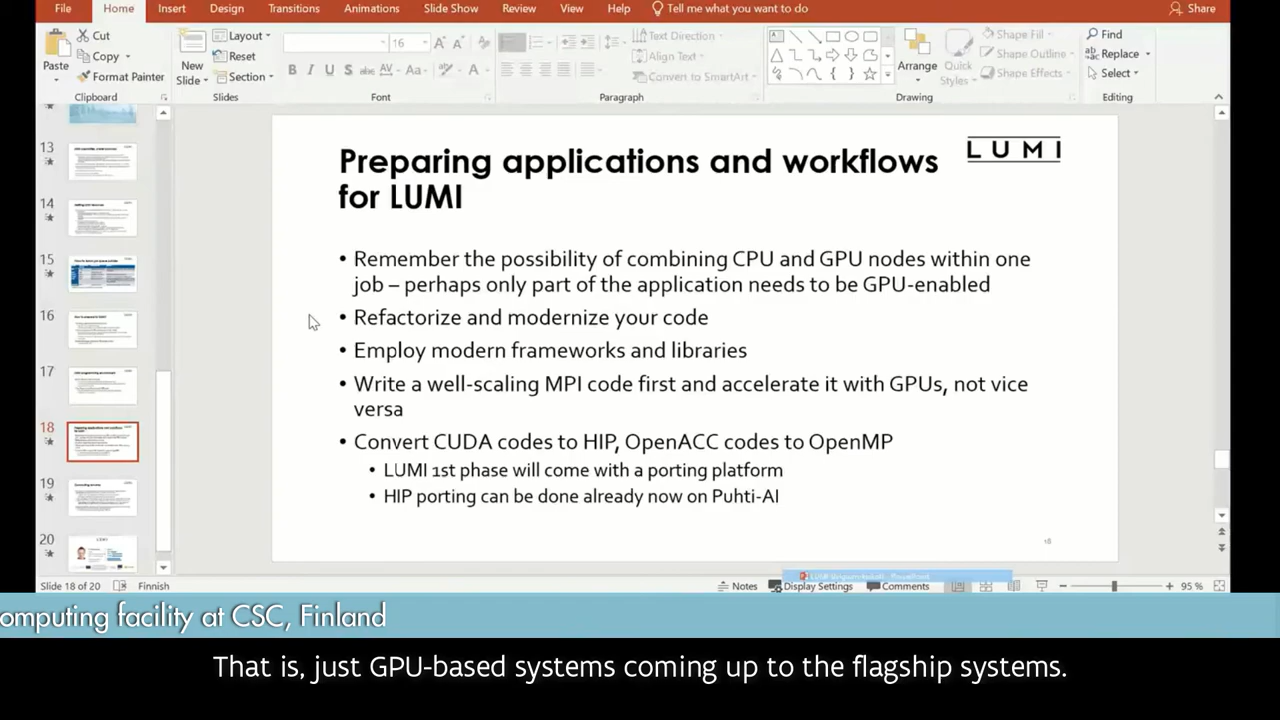 File Home Insert Design Transitions Animations Slide Show Review View Help Tell me what you want to do Share
Cut
Copy
Format Painter
Paste
Clipboard
New
Slide
Layout
Reset
Section
Slides
16
B I U S abc AV Aa
Font
Text Direction
Align Text
Convert to SmartArt
Paragraph
Arrange
Quick
Styles
Shape Fill
Shape Outline
Shape Effects
Drawing
Find
Replace
Select
Editing
13
14
15
16
17
18
19
20
LUMI
Preparing applications and workflows
for LUMI
• Remember the possibility of combining CPU and GPU nodes within one
job – perhaps only part of the application needs to be GPU-enabled
• Refactorize and modernize your code
• Employ modern frameworks and libraries
• Write a well-scaling MPI code first and accelerate it with GPUs, not vice
versa
• Convert CUDA codes to HIP, OpenACC codes to OpenMP
• LUMI 1st phase will come with a porting platform
• HIP porting can be done already now on Puhti-AI
18
Slide 18 of 20 Finnish Notes Display Settings Comments 95 %
omputing facility at CSC, Finland
That is, just GPU-based systems coming up to the flagship systems.